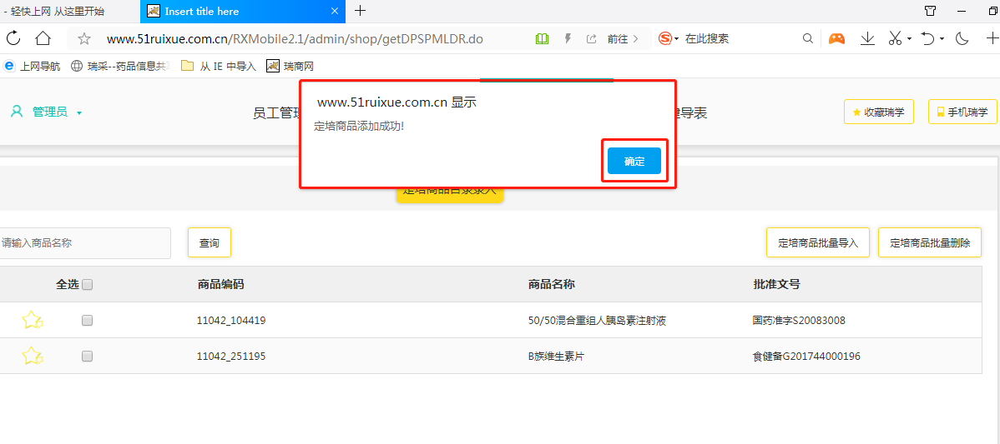 - 轻快上网 从这里开始
Insert title here
www.51ruixue.com.cn/RXMobile2.1/admin/shop/getDPSPMLDR.do
前往
在此搜索
上网导航
瑞采--药品信息共
从 IE 中导入
瑞商网
管理员
员工管
导表
收藏瑞学
手机瑞学
www.51ruixue.com.cn 显示
定培商品添加成功!
确定
定培商品目录录入
请输入商品名称
查询
定培商品批量导入
定培商品批量删除
全选
商品编码
商品名称
批准文号
11042_104419
50/50混合重组人胰岛素注射液
国药准字S20083008
11042_251195
B族维生素片
食健备G201744000196